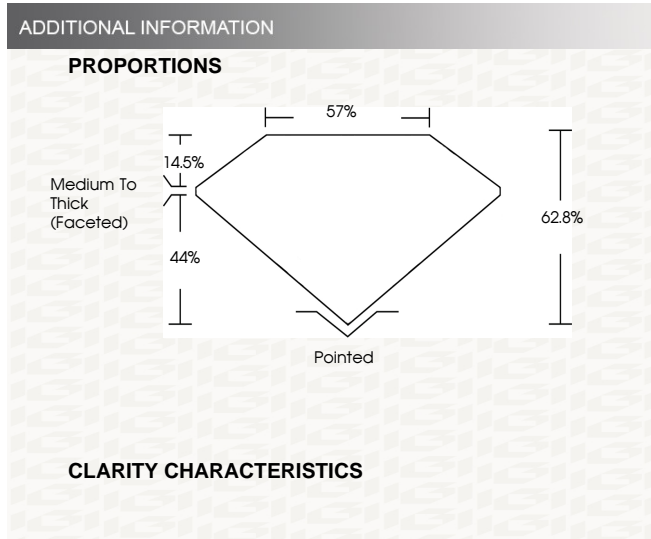 ADDITIONAL INFORMATION
PROPORTIONS
57%
14.5%
Medium To
Thick
(Faceted)
62.8%
44%
Pointed
CLARITY CHARACTERISTICS